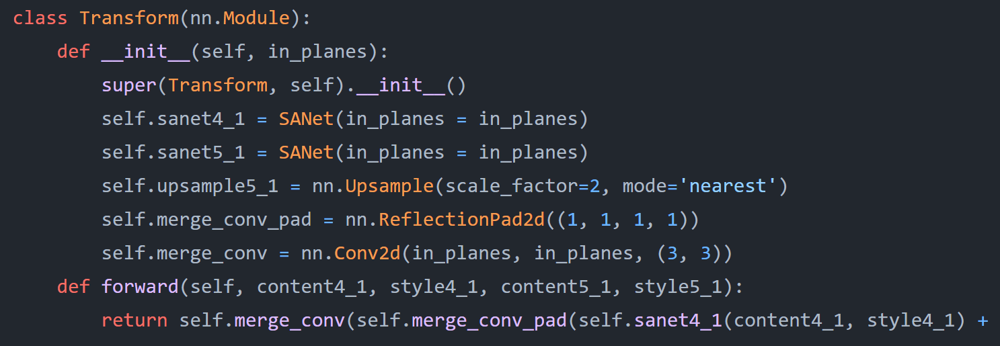 class Transform(nn.Module):
    def __init__(self, in_planes):
        super(Transform, self).__init__()
        self.sanet4_1 = SANet(in_planes = in_planes)
        self.sanet5_1 = SANet(in_planes = in_planes)
        self.upsample5_1 = nn.Upsample(scale_factor=2, mode='nearest')
        self.merge_conv_pad = nn.ReflectionPad2d((1, 1, 1, 1))
        self.merge_conv = nn.Conv2d(in_planes, in_planes, (3, 3))
    def forward(self, content4_1, style4_1, content5_1, style5_1):
        return self.merge_conv(self.merge_conv_pad(self.sanet4_1(content4_1, style4_1) +